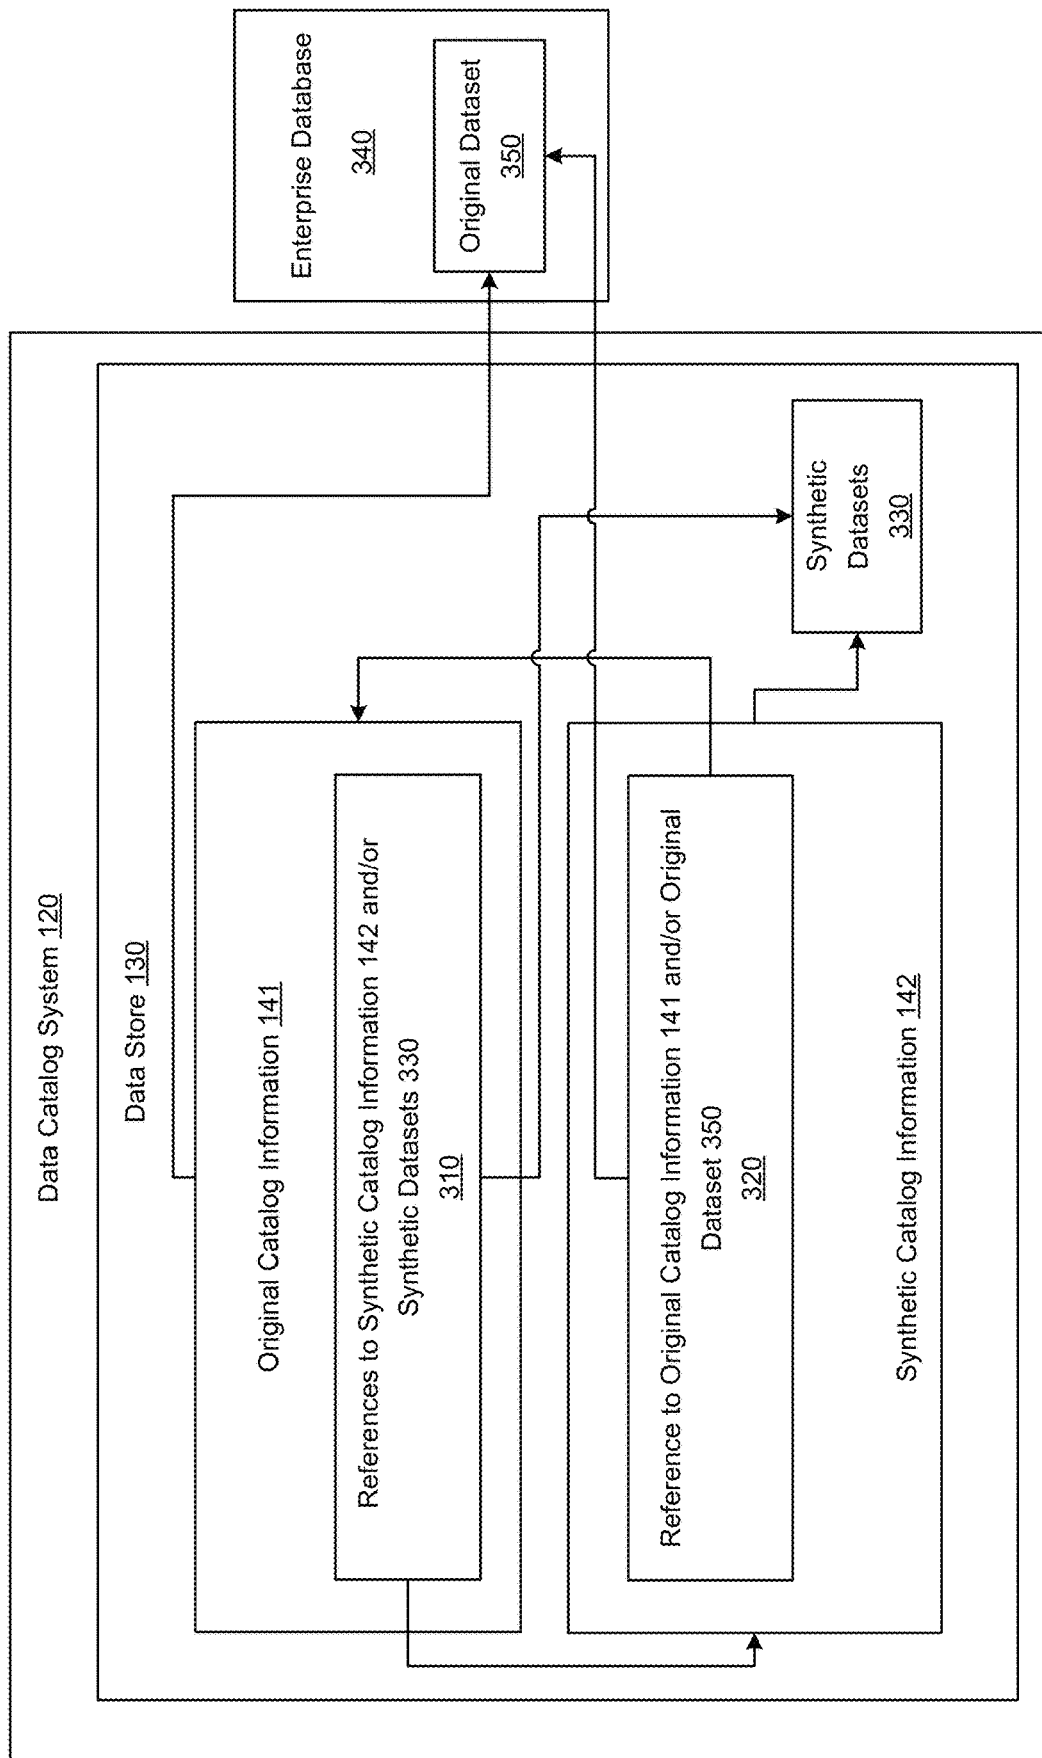 Data Catalog System 120
Data Store 130
Original Catalog Information 141
References to Synthetic Catalog Information 142 and/or
Synthetic Datasets 330
310
Reference to Original Catalog Information 141 and/or Original
Dataset 350
320
Synthetic Catalog Information 142
Synthetic
Datasets
330
Enterprise Database
340
Original Dataset
350